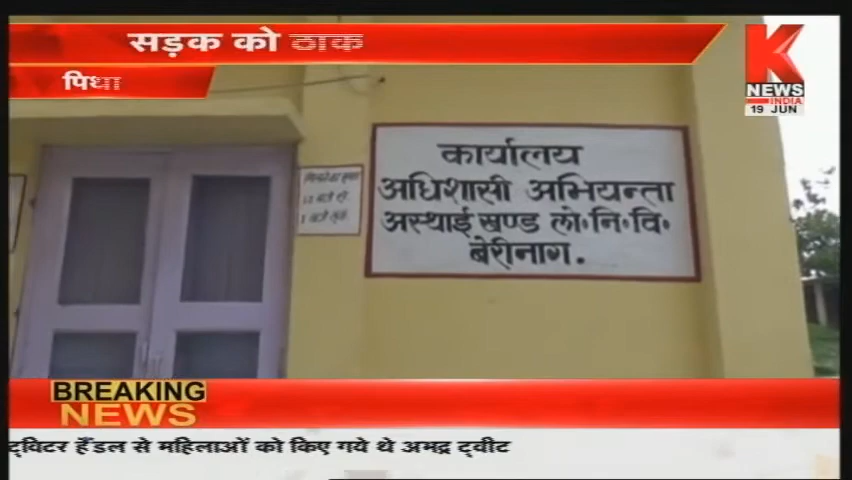 सड़क को ठाक
पिधा
K
NEWS
INDIA
19 JUN
कार्यालय
अधिशासी अभियन्ता
अस्थाई खण्ड लो॰नि॰वि॰
बेरीनाग.
BREAKING
NEWS
ट्विटर हैंडल से महिलाओं को किए गये थे अभद्र ट्वीट